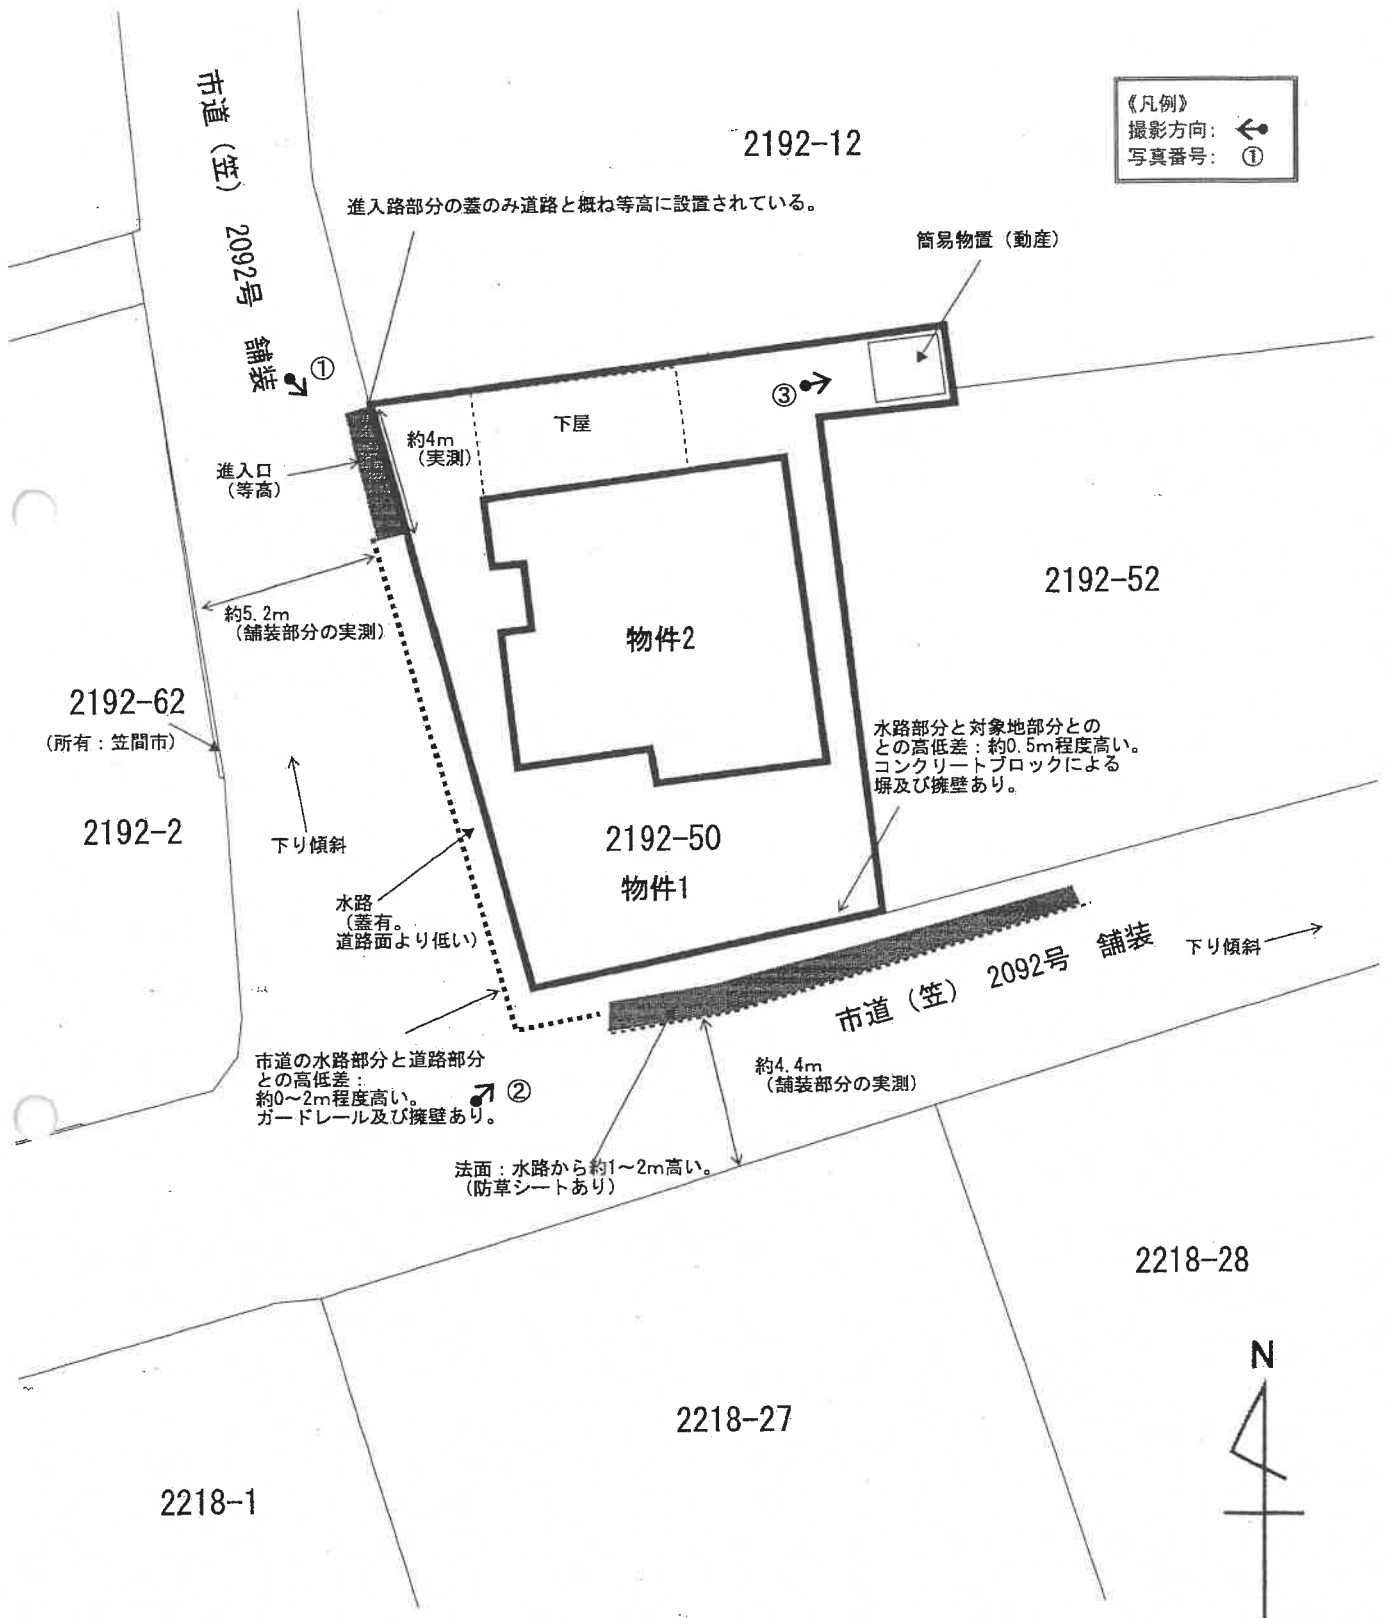 《凡例》
撮影方向:
写真番号: ①
2192-12
市道（笠） 2092号 舗装
進入路部分の蓋のみ道路と概ね等高に設置されている。
簡易物置（動産）
①
③
下屋
約4m
（実測）
進入口
（等高）
2192-52
約5.2m
（舗装部分の実測）
物件2
2192-62
（所有：笠間市）
水路部分と対象地部分との
との高低差：約0.5m程度高い。
コンクリートブロックによる
塀及び擁壁あり。
2192-2
下り傾斜
2192-50
物件1
水路
（蓋有。
道路面より低い）
市道（笠） 2092号 舗装
下り傾斜
市道の水路部分と道路部分
との高低差：
約0～2m程度高い。
ガードレール及び擁壁あり。
②
約4.4m
（舗装部分の実測）
法面：水路から約1～2m高い。
（防草シートあり）
2218-28
N
2218-27
2218-1